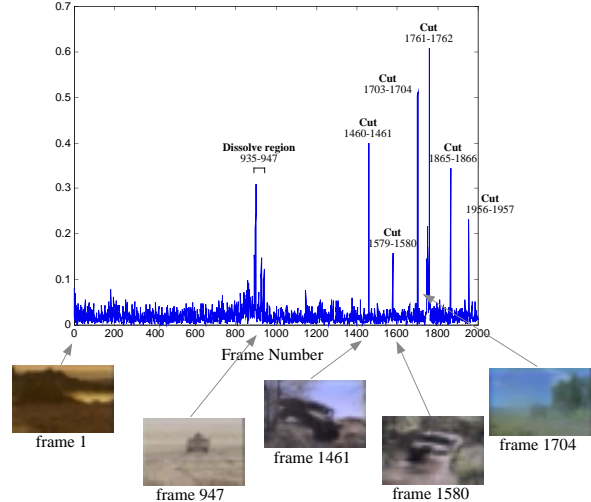 0.7
0.6
0.5
0.4
0.3
0.2
0.1
0
Cut
1761-1762
Cut
1703-1704
Cut
1460-1461
Dissolve region
935-947
Cut
1865-1866
Cut
1956-1957
Cut
1579-1580
0 200 400 600 800 1000 1200 1400 1600 1800 2000
Frame Number
frame 1
frame 947
frame 1461
frame 1580
frame 1704